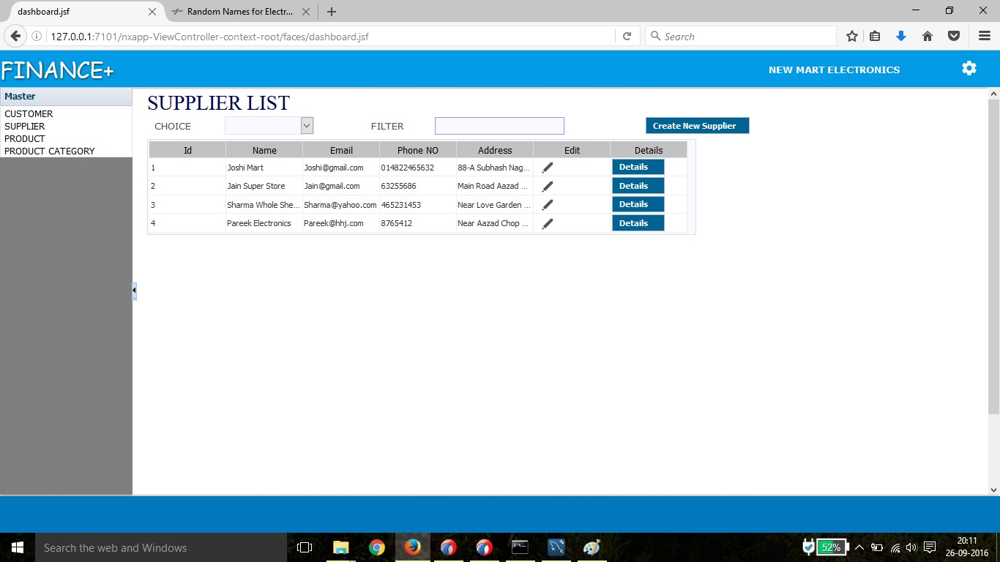 dashboard.jsf
Random Names for Electr...
127.0.0.1:7101/nxapp-ViewController-context-root/faces/dashboard.jsf
Search
FINANCE+
NEW MART ELECTRONICS
Master
CUSTOMER
SUPPLIER
PRODUCT
PRODUCT CATEGORY
SUPPLIER LIST
CHOICE
FILTER
Create New Supplier
Id Name Email Phone NO Address Edit Details
1 Joshi Mart Joshi@gmail.com 014822465632 88-A Subhash Nag... Details
2 Jain Super Store Jain@gmail.com 63255686 Main Road Aazad ... Details
3 Sharma Whole She... Sharma@yahoo.com 465231453 Near Love Garden ... Details
4 Pareek Electronics Pareek@hhj.com 8765412 Near Aazad Chop ... Details
Search the web and Windows
52%
20:11
26-09-2016